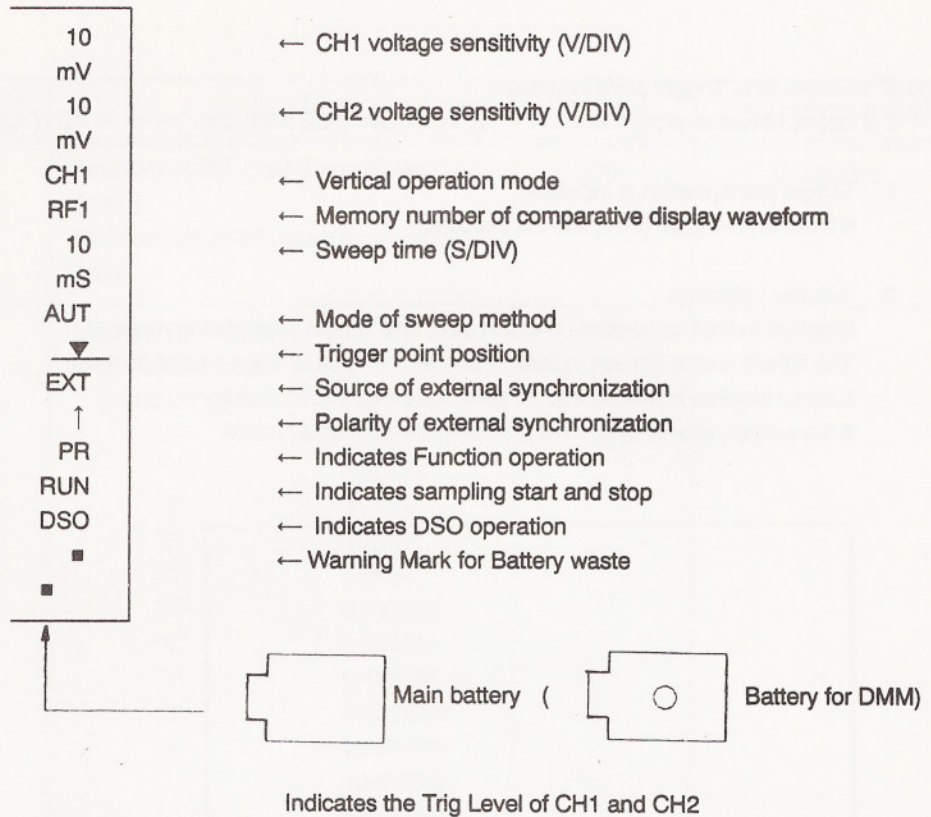 10 ← CH1 voltage sensitivity (V/DIV)
mV
10 ← CH2 voltage sensitivity (V/DIV)
mV
CH1 ← Vertical operation mode
RF1 ← Memory number of comparative display waveform
10 ← Sweep time (S/DIV)
mS
AUT ← Mode of sweep method
▼ ← Trigger point position
EXT ← Source of external synchronization
↑ ← Polarity of external synchronization
PR ← Indicates Function operation
RUN ← Indicates sampling start and stop
DSO ← Indicates DSO operation
■ ← Warning Mark for Battery waste
■
Main battery ( Battery for DMM)
Indicates the Trig Level of CH1 and CH2